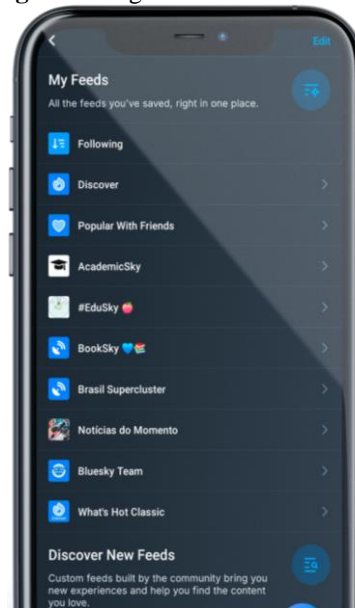 Edit
My Feeds
All the feeds you've saved, right in one place.
Following
Discover
Popular With Friends
AcademicSky
#EduSky 🍎
BookSky 💙📚
Brasil Supercluster
Notícias do Momento
Bluesky Team
What's Hot Classic
Discover New Feeds
Custom feeds built by the community bring you
new experiences and help you find the content
you love.